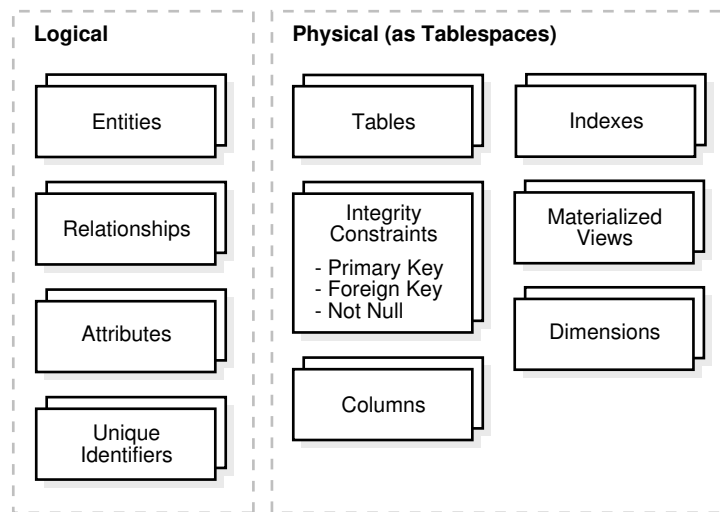 Logical
Entities
Relationships
Attributes
Unique
Identifiers
Physical (as Tablespaces)
Tables
Integrity
Constraints
- Primary Key
- Foreign Key
- Not Null
Columns
Indexes
Materialized
Views
Dimensions